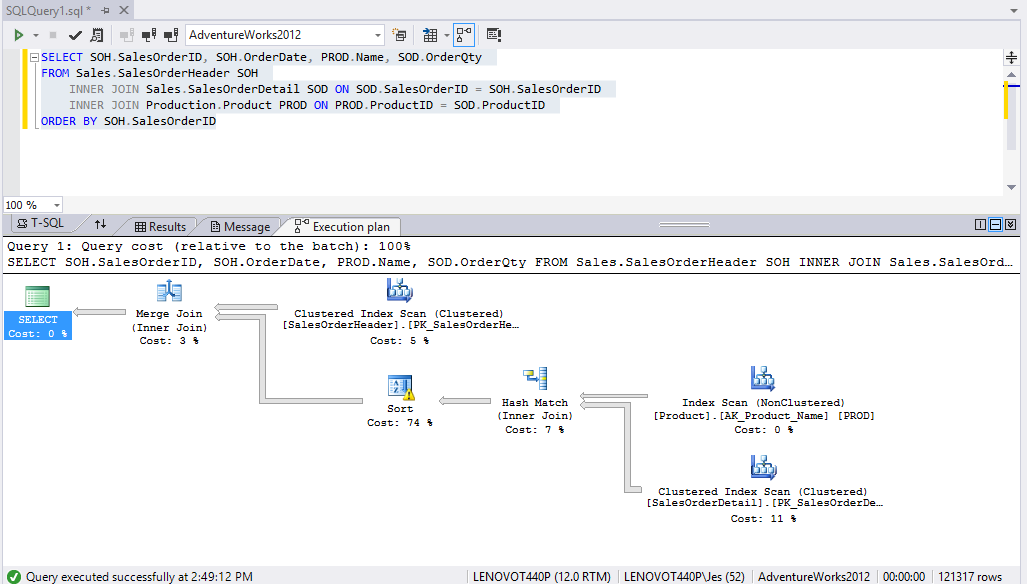 SQLQuery1.sql *
AdventureWorks2012
SELECT SOH.SalesOrderID, SOH.OrderDate, PROD.Name, SOD.OrderQty
FROM Sales.SalesOrderHeader SOH
INNER JOIN Sales.SalesOrderDetail SOD ON SOD.SalesOrderID = SOH.SalesOrderID
INNER JOIN Production.Product PROD ON PROD.ProductID = SOD.ProductID
ORDER BY SOH.SalesOrderID
100 %
T-SQL Results Message Execution plan
Query 1: Query cost (relative to the batch): 100%
SELECT SOH.SalesOrderID, SOH.OrderDate, PROD.Name, SOD.OrderQty FROM Sales.SalesOrderHeader SOH INNER JOIN Sales.SalesOrd...
SELECT
Cost: 0 %
Merge Join
(Inner Join)
Cost: 3 %
Clustered Index Scan (Clustered)
[SalesOrderHeader].[PK_SalesOrderHe...
Cost: 5 %
Sort
Cost: 74 %
Hash Match
(Inner Join)
Cost: 7 %
Index Scan (NonClustered)
[Product].[AK_Product_Name] [PROD]
Cost: 0 %
Clustered Index Scan (Clustered)
[SalesOrderDetail].[PK_SalesOrderDe...
Cost: 11 %
Query executed successfully at 2:49:12 PM
LENOVOT440P (12.0 RTM)
LENOVOT440P\Jes (52)
AdventureWorks2012
00:00:00
121317 rows